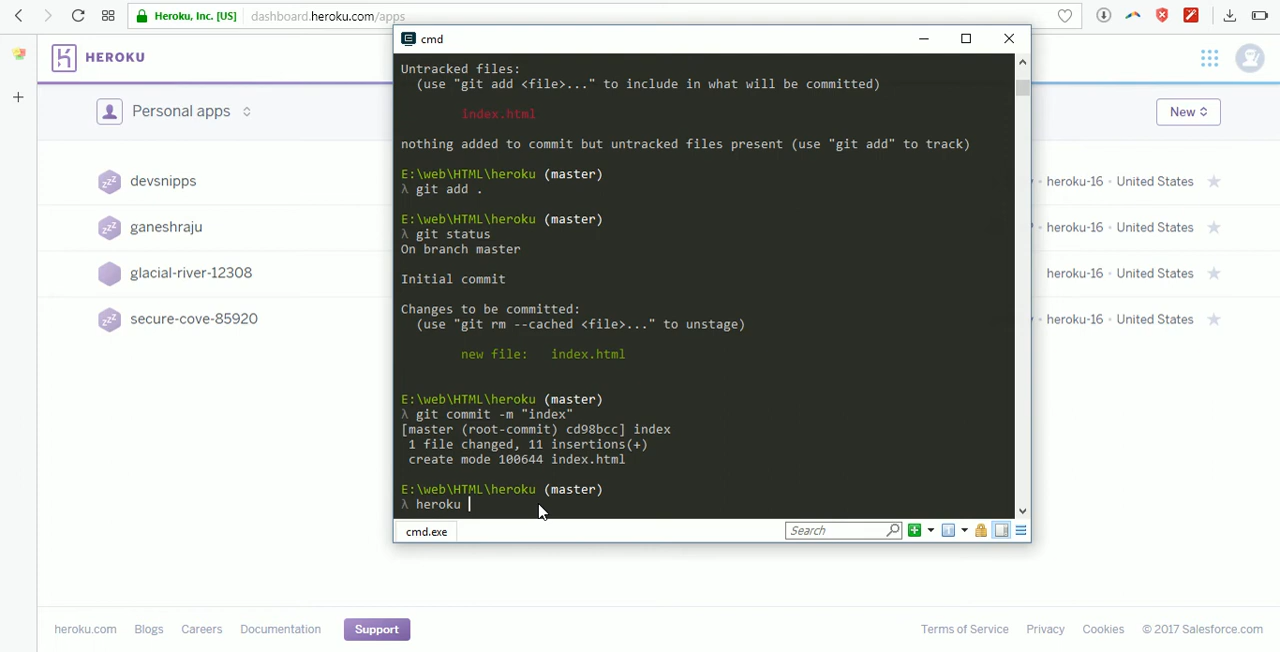 Heroku, Inc. [US]
dashboard.heroku.com/apps
HEROKU
Personal apps
New
devsnipps
heroku-16 • United States
ganeshraju
heroku-16 • United States
glacial-river-12308
heroku-16 • United States
secure-cove-85920
heroku-16 • United States
cmd
Untracked files:
(use "git add <file>..." to include in what will be committed)
index.html
nothing added to commit but untracked files present (use "git add" to track)
E:\web\HTML\heroku (master)
λ git add .
E:\web\HTML\heroku (master)
λ git status
On branch master
Initial commit
Changes to be committed:
(use "git rm --cached <file>..." to unstage)
new file: index.html
E:\web\HTML\heroku (master)
λ git commit -m "index"
[master (root-commit) cd98bcc] index
1 file changed, 11 insertions(+)
create mode 100644 index.html
E:\web\HTML\heroku (master)
λ heroku
cmd.exe
Search
heroku.com Blogs Careers Documentation Support
Terms of Service Privacy Cookies © 2017 Salesforce.com